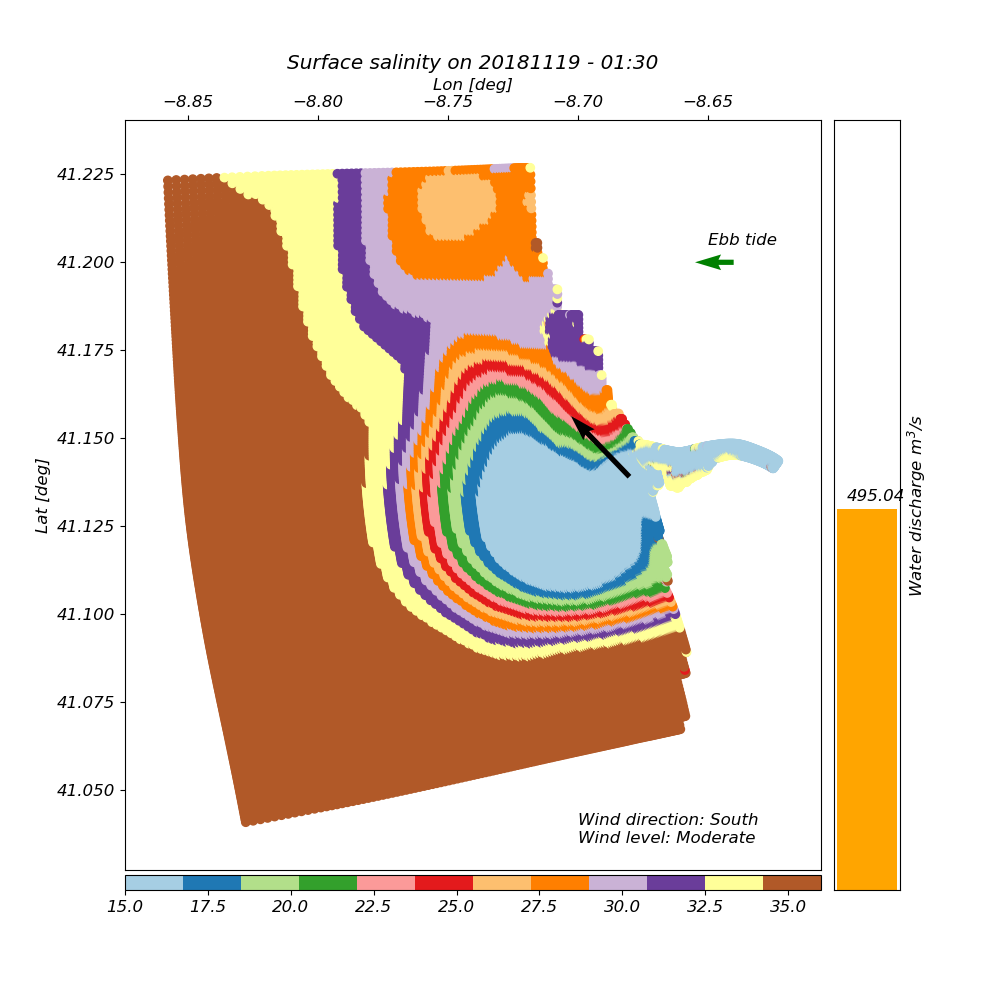 Surface salinity on 20181119 - 01:30
Lon [deg]
−8.85 −8.80 −8.75 −8.70 −8.65
41.225
41.200
41.175
41.150
41.125
41.100
41.075
41.050
Lat [deg]
Ebb tide
Wind direction: South
Wind level: Moderate
495.04
Water discharge m³/s
15.0 17.5 20.0 22.5 25.0 27.5 30.0 32.5 35.0